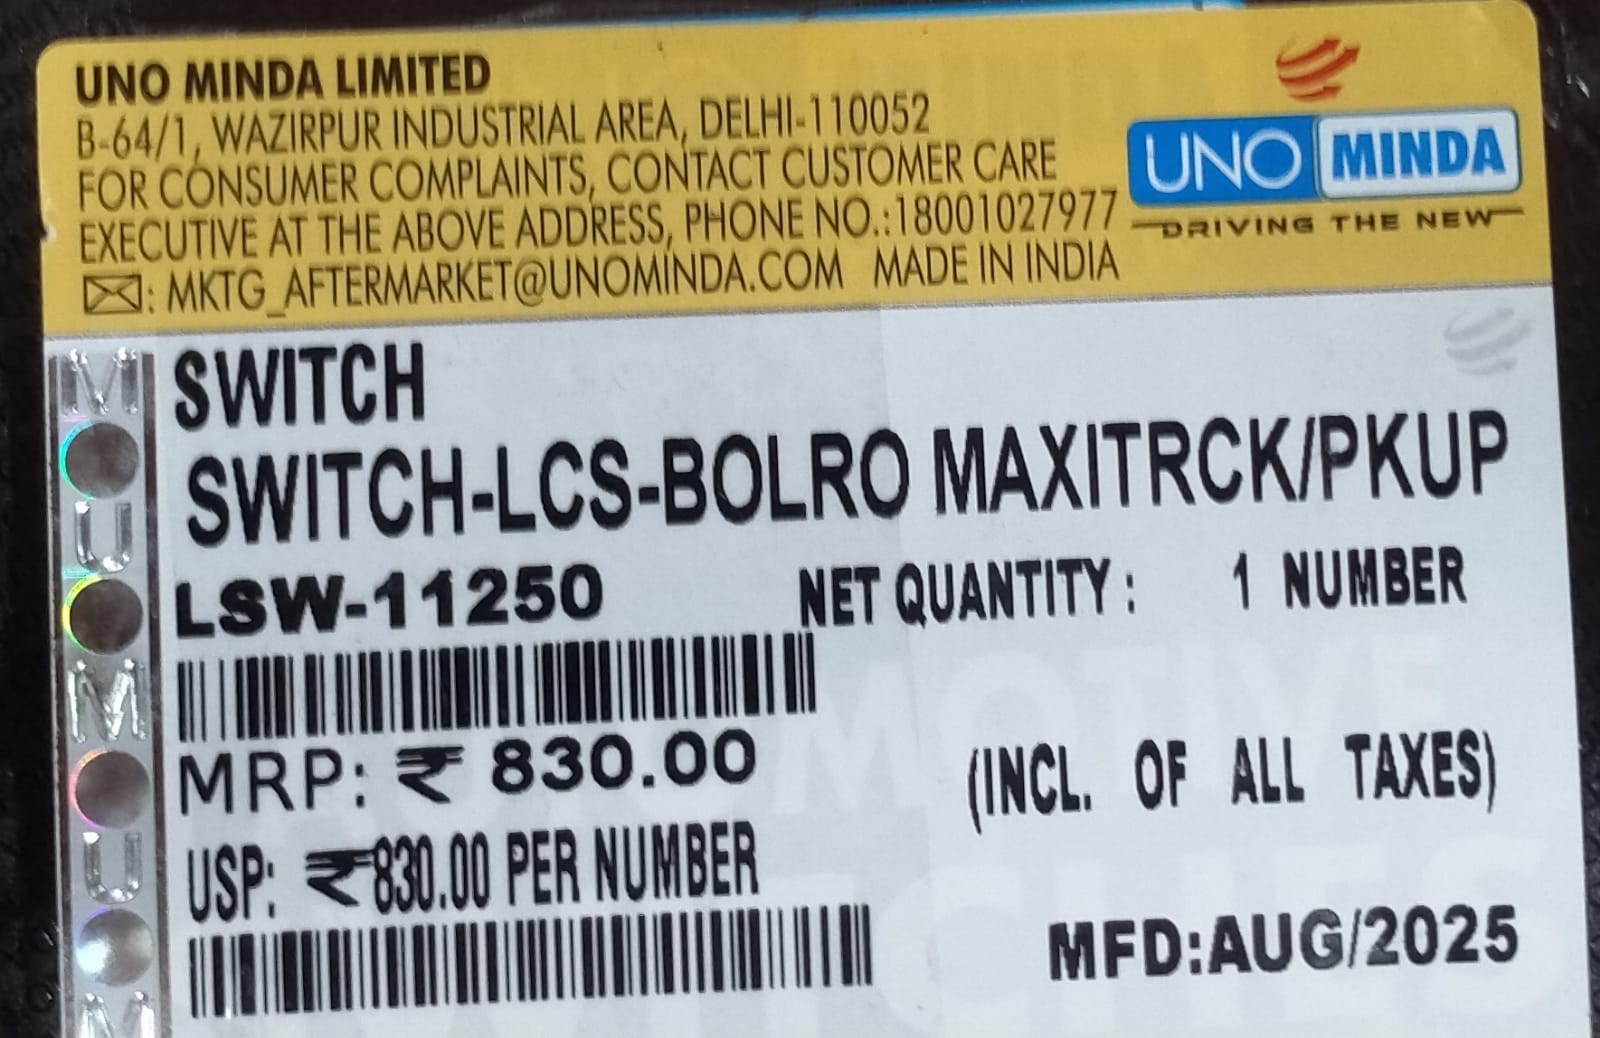 UNO MINDA LIMITED
B-64/1, WAZIRPUR INDUSTRIAL AREA, DELHI-110052
FOR CONSUMER COMPLAINTS, CONTACT CUSTOMER CARE
EXECUTIVE AT THE ABOVE ADDRESS, PHONE NO.:18001027977
: MKTG_AFTERMARKET@UNOMINDA.COM MADE IN INDIA
UNO MINDA
DRIVING THE NEW
SWITCH
SWITCH-LCS-BOLRO MAXITRCK/PKUP
LSW-11250 NET QUANTITY : 1 NUMBER
MRP: ₹ 830.00 (INCL. OF ALL TAXES)
USP: ₹830.00 PER NUMBER
MFD:AUG/2025
M
U
M
U
M